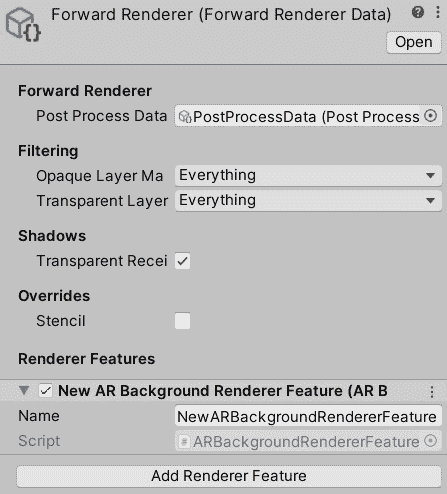 Forward Renderer (Forward Renderer Data)
Open
Forward Renderer
Post Process Data PostProcessData (Post Process
Filtering
Opaque Layer Ma Everything
Transparent Layer Everything
Shadows
Transparent Recei
Overrides
Stencil
Renderer Features
New AR Background Renderer Feature (AR B
Name NewARBackgroundRendererFeature
Script # ARBackgroundRendererFeature
Add Renderer Feature